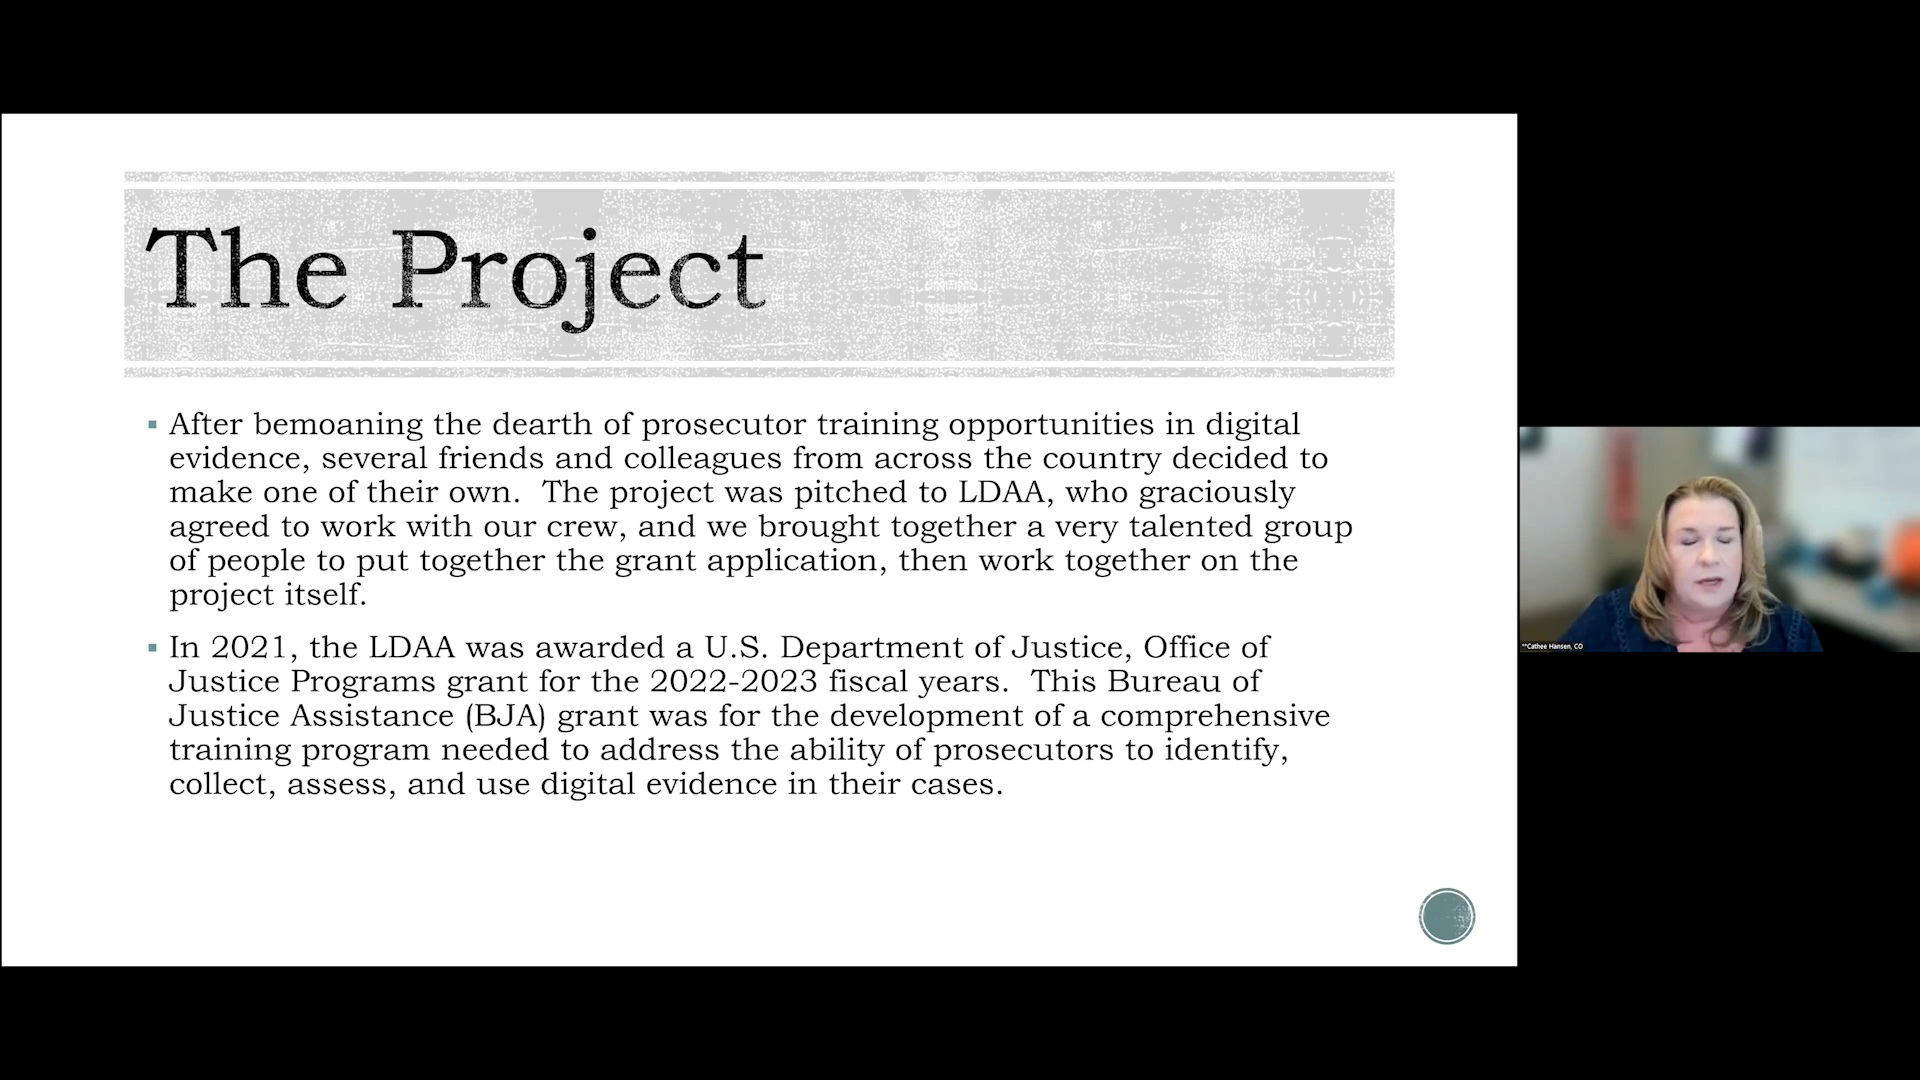 The Project
After bemoaning the dearth of prosecutor training opportunities in digital
evidence, several friends and colleagues from across the country decided to
make one of their own.  The project was pitched to LDAA, who graciously
agreed to work with our crew, and we brought together a very talented group
of people to put together the grant application, then work together on the
project itself.
In 2021, the LDAA was awarded a U.S. Department of Justice, Office of
Justice Programs grant for the 2022-2023 fiscal years.  This Bureau of
Justice Assistance (BJA) grant was for the development of a comprehensive
training program needed to address the ability of prosecutors to identify,
collect, assess, and use digital evidence in their cases.
**Cathee Hansen, CO